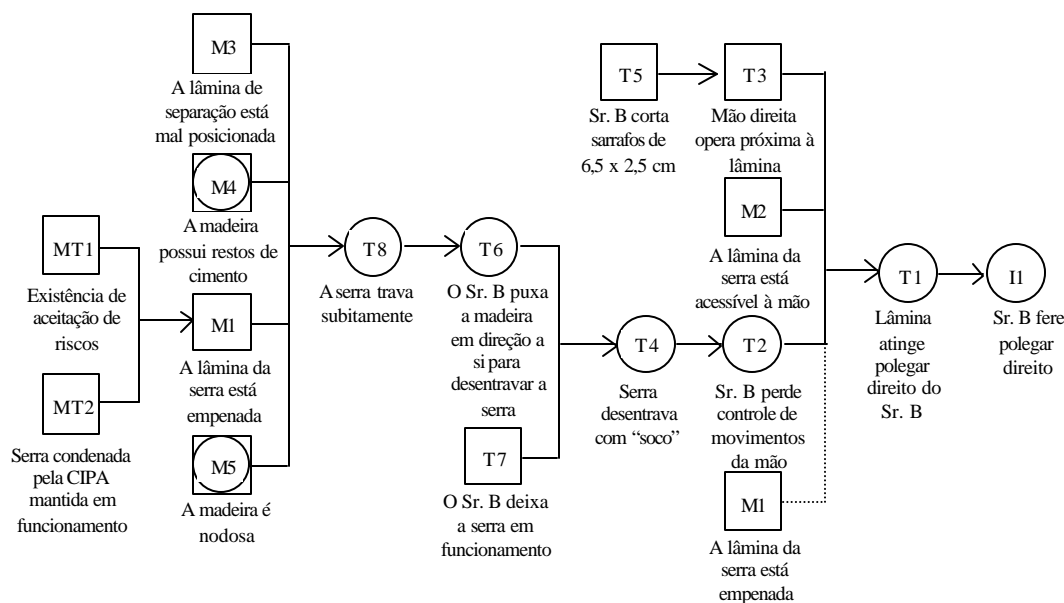 M3
A lâmina de
separação está
mal posicionada
M4
A madeira
possui restos de
cimento
MT1
Existência de
aceitação de
riscos
M1
A lâmina da
serra está
empenada
MT2
Serra condenada
pela CIPA
mantida em
funcionamento
M5
A madeira é
nodosa
T8
A serra trava
subitamente
T6
O Sr. B puxa
a madeira
em direção a
si para
desentravar a
serra
T7
O Sr. B deixa
a serra em
funcionamento
T5
Sr. B corta
sarrafos de
6,5 x 2,5 cm
T3
Mão direita
opera próxima à
lâmina
M2
A lâmina da
serra está
acessível à mão
T4
Serra
desentrava
com “soco”
T2
Sr. B perde
controle de
movimentos
da mão
M1
A lâmina da
serra está
empenada
T1
Lâmina
atinge
polegar
direito do
Sr. B
I1
Sr. B fere
polegar
direito